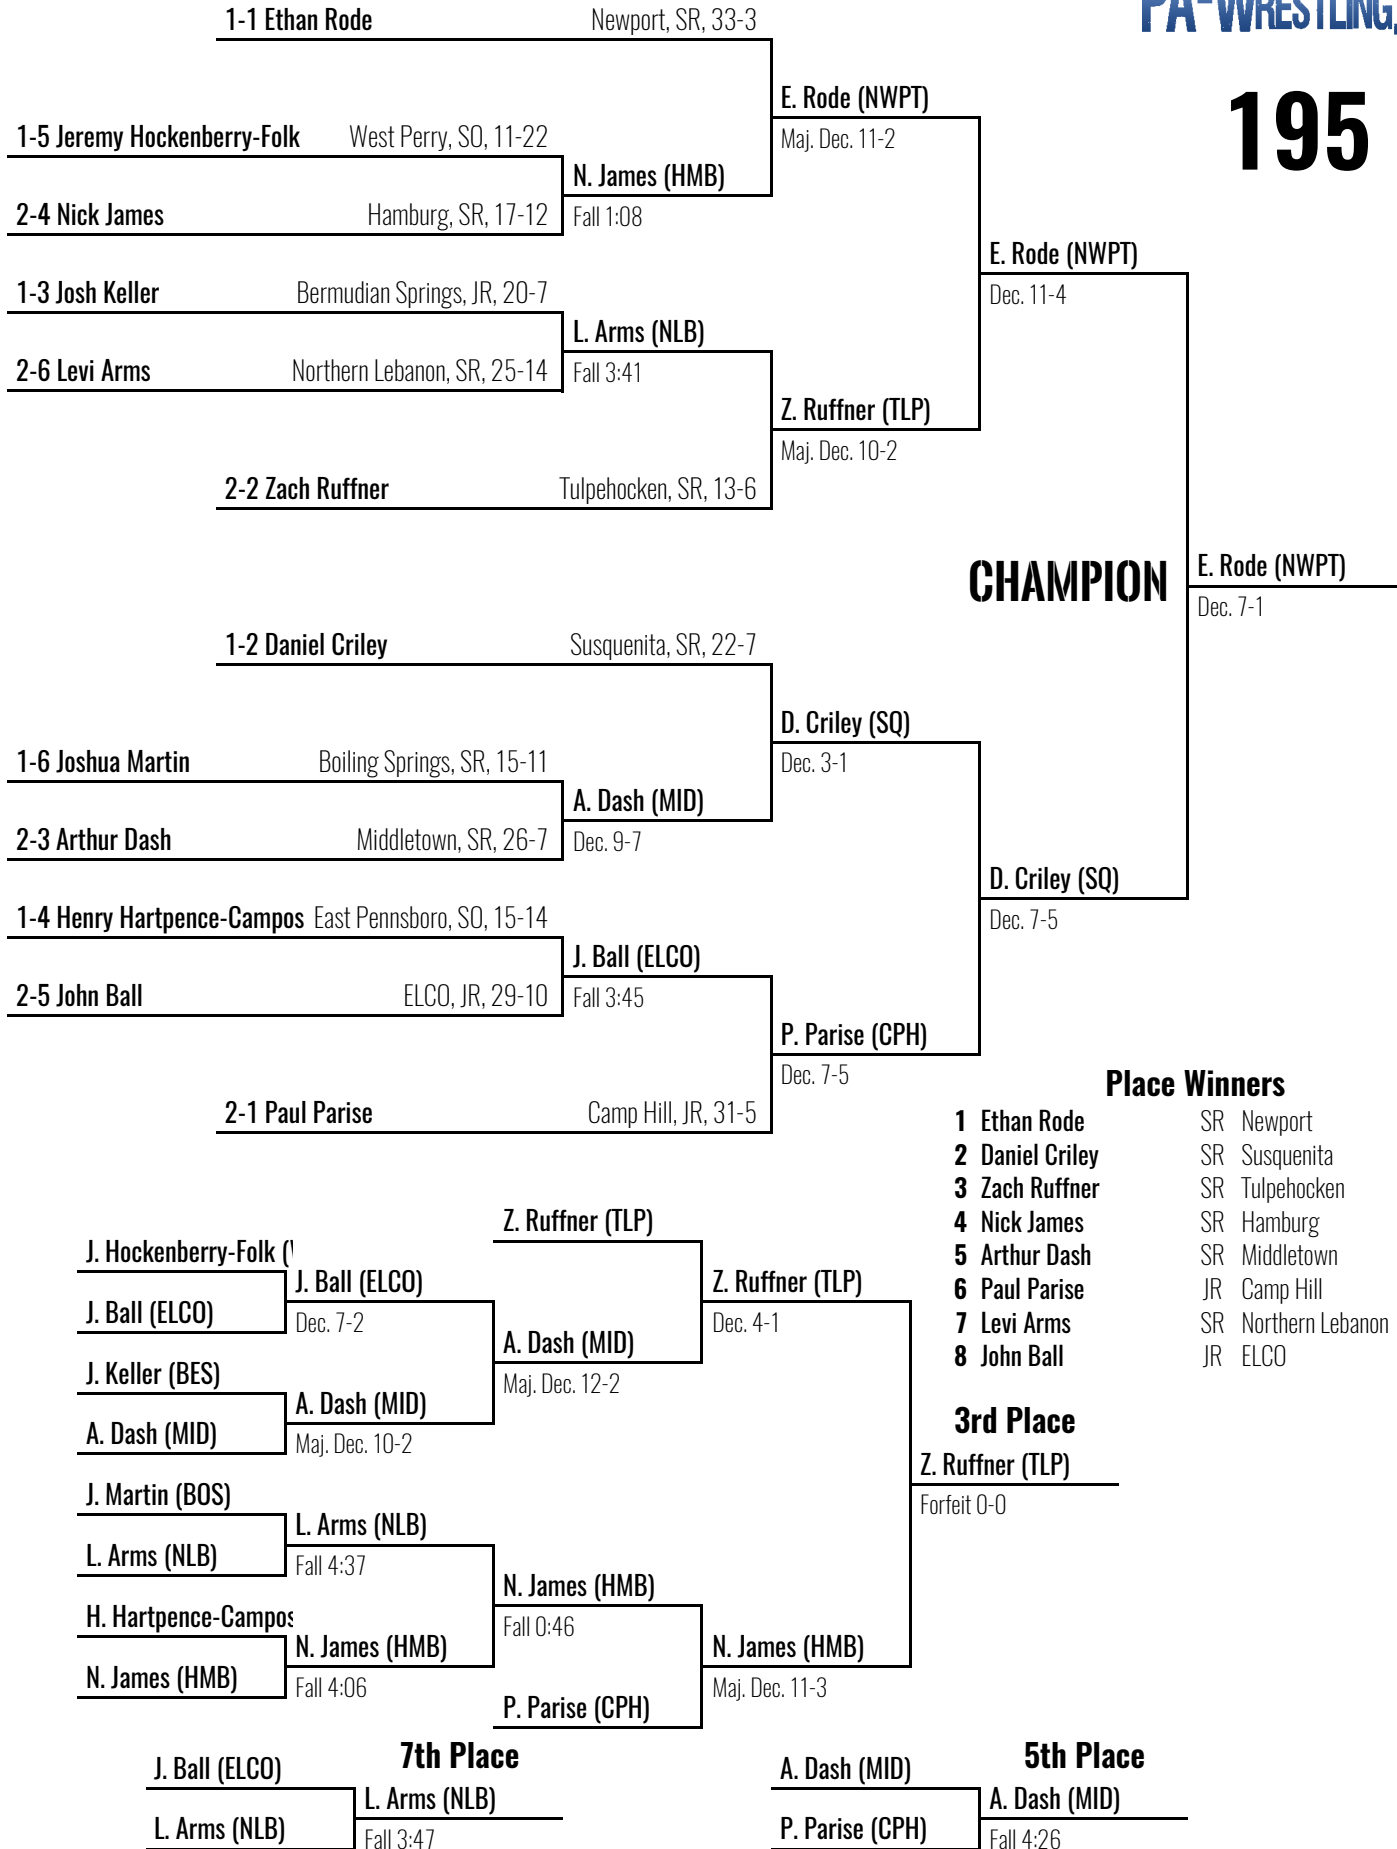 PA-WRESTLING.
195
1-1 Ethan Rode Newport, SR, 33-3
E. Rode (NWPT)
Maj. Dec. 11-2
1-5 Jeremy Hockenberry-Folk West Perry, SO, 11-22
N. James (HMB)
Fall 1:08
2-4 Nick James Hamburg, SR, 17-12
E. Rode (NWPT)
Dec. 11-4
1-3 Josh Keller Bermudian Springs, JR, 20-7
L. Arms (NLB)
Fall 3:41
2-6 Levi Arms Northern Lebanon, SR, 25-14
Z. Ruffner (TLP)
Maj. Dec. 10-2
2-2 Zach Ruffner Tulpehocken, SR, 13-6
CHAMPION
E. Rode (NWPT)
Dec. 7-1
1-2 Daniel Criley Susquenita, SR, 22-7
D. Criley (SQ)
Dec. 3-1
1-6 Joshua Martin Boiling Springs, SR, 15-11
A. Dash (MID)
Dec. 9-7
2-3 Arthur Dash Middletown, SR, 26-7
D. Criley (SQ)
Dec. 7-5
1-4 Henry Hartpence-Campos East Pennsboro, SO, 15-14
J. Ball (ELCO)
Fall 3:45
2-5 John Ball ELCO, JR, 29-10
P. Parise (CPH)
Dec. 7-5
2-1 Paul Parise Camp Hill, JR, 31-5
Place Winners
1 Ethan Rode SR Newport
2 Daniel Criley SR Susquenita
3 Zach Ruffner SR Tulpehocken
4 Nick James SR Hamburg
5 Arthur Dash SR Middletown
6 Paul Parise JR Camp Hill
7 Levi Arms SR Northern Lebanon
8 John Ball JR ELCO
Z. Ruffner (TLP)
J. Hockenberry-Folk (
J. Ball (ELCO)
Dec. 7-2
J. Ball (ELCO)
Z. Ruffner (TLP)
Dec. 4-1
A. Dash (MID)
Maj. Dec. 12-2
J. Keller (BES)
A. Dash (MID)
Maj. Dec. 10-2
A. Dash (MID)
3rd Place
Z. Ruffner (TLP)
Forfeit 0-0
J. Martin (BOS)
L. Arms (NLB)
Fall 4:37
L. Arms (NLB)
N. James (HMB)
Fall 0:46
H. Hartpence-Campos
N. James (HMB)
Fall 4:06
N. James (HMB)
N. James (HMB)
Maj. Dec. 11-3
P. Parise (CPH)
7th Place
J. Ball (ELCO)
L. Arms (NLB)
L. Arms (NLB)
Fall 3:47
5th Place
A. Dash (MID)
A. Dash (MID)
P. Parise (CPH)
Fall 4:26